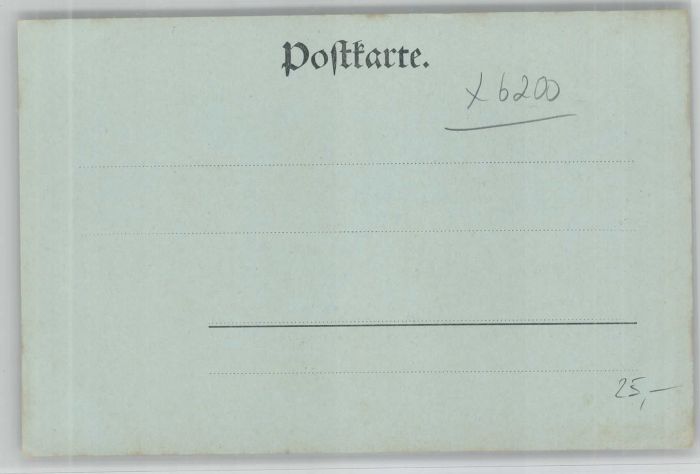 Postkarte.
x 6200
25,-